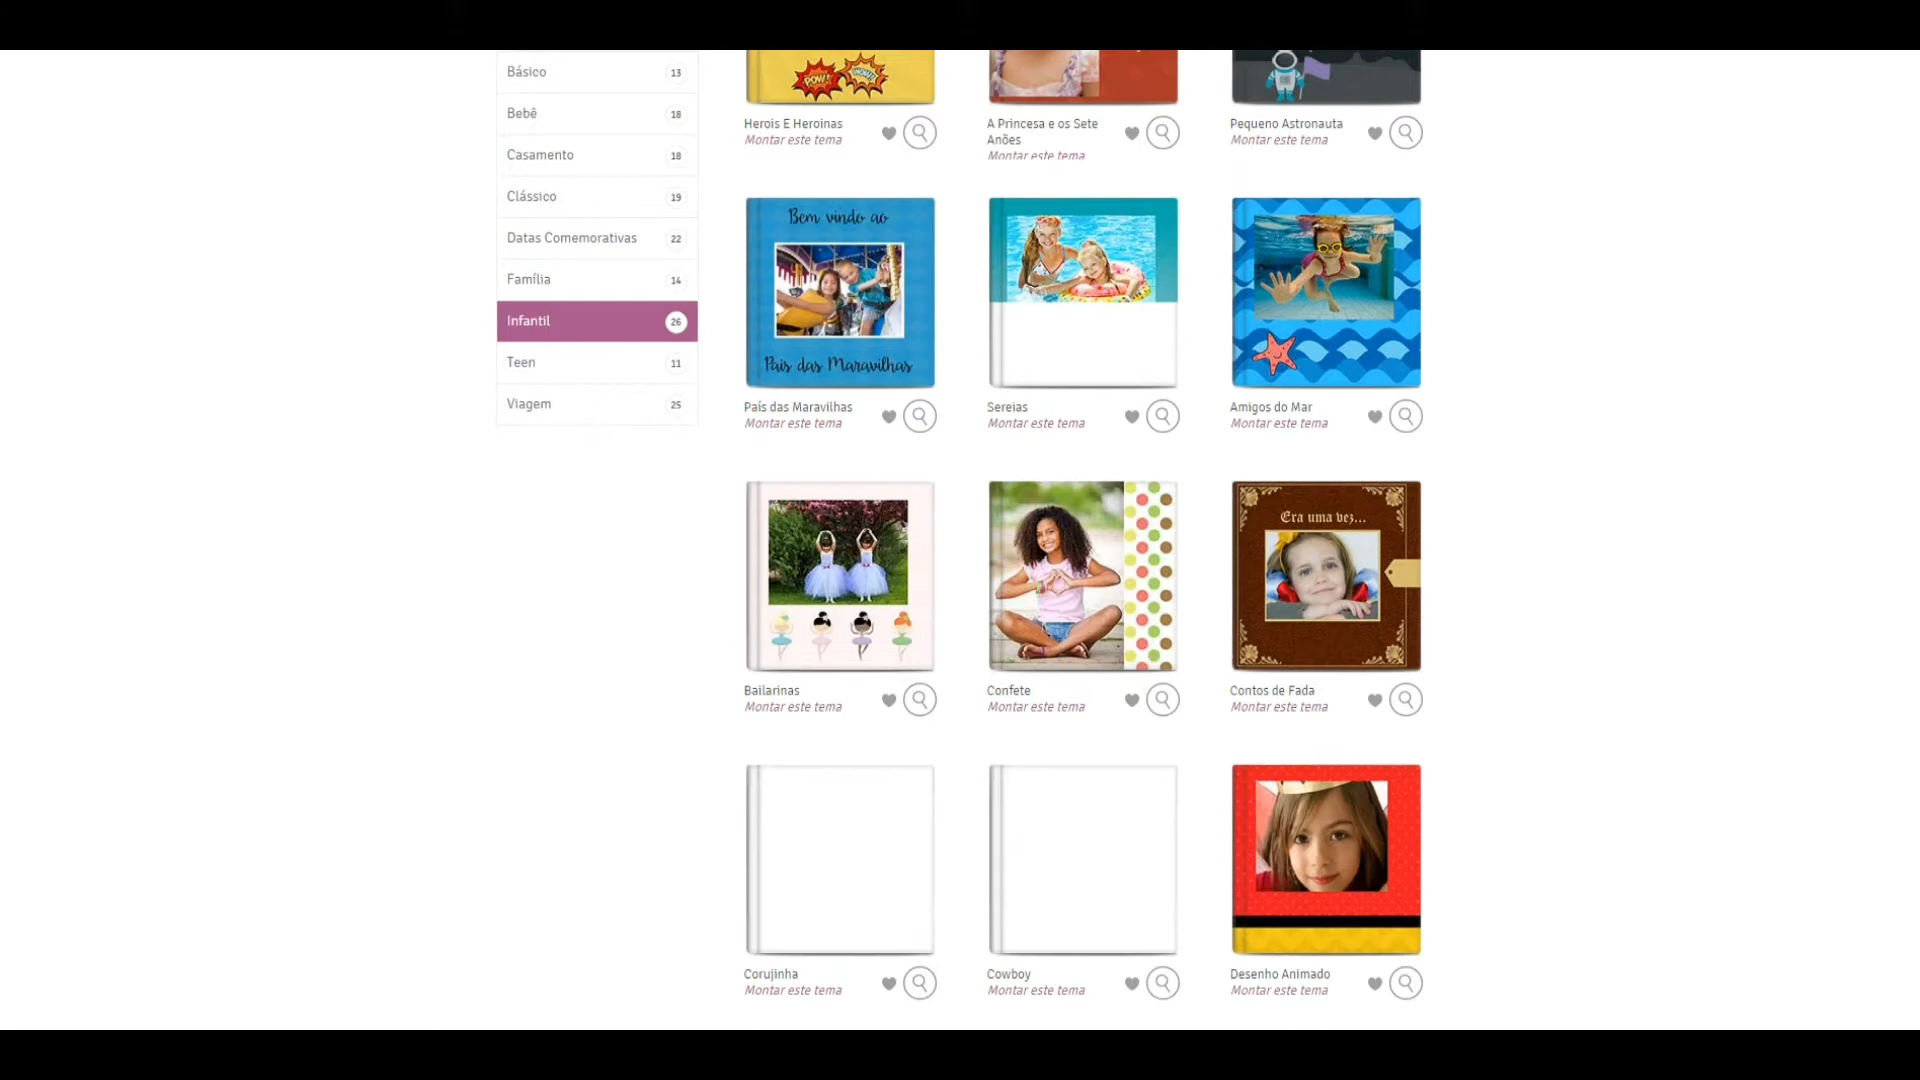 Básico 13
Bebê 18
Casamento 18
Clássico 19
Datas Comemorativas 22
Família 14
Infantil 26
Teen 11
Viagem 25
POW!
Herois E Heroinas
Montar este tema
A Princesa e os Sete
Anões
Montar este tema
Pequeno Astronauta
Montar este tema
Bem vindo ao
País das Maravilhas
País das Maravilhas
Montar este tema
Sereias
Montar este tema
Amigos do Mar
Montar este tema
Bailarinas
Montar este tema
Confete
Montar este tema
Era uma vez...
Contos de Fada
Montar este tema
Corujinha
Montar este tema
Cowboy
Montar este tema
Desenho Animado
Montar este tema